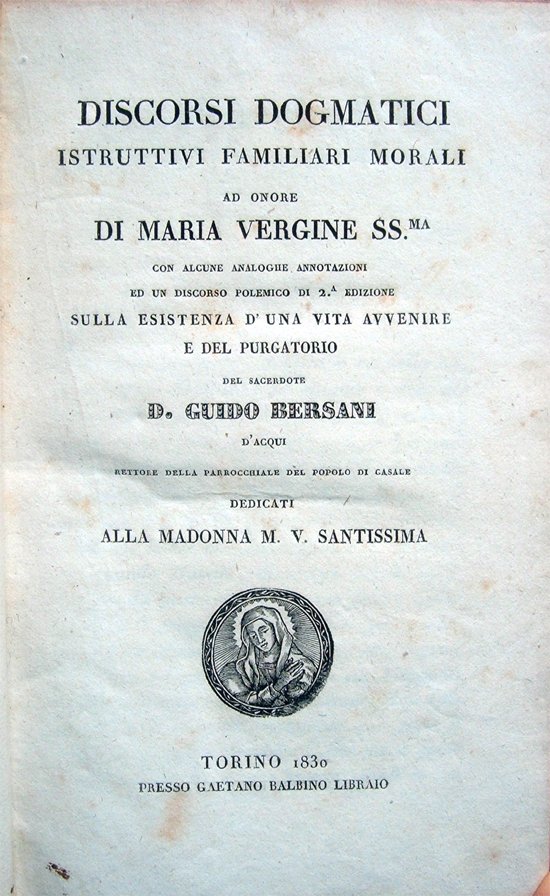 DISCORSI DOGMATICI
ISTRUTTIVI FAMILIARI MORALI
AD ONORE
DI MARIA VERGINE SS.MA
CON ALCUNE ANALOGHE ANNOTAZIONI
ED UN DISCORSO POLEMICO DI 2.A EDIZIONE
SULLA ESISTENZA D'UNA VITA AVVENIRE
E DEL PURGATORIO
DEL SACERDOTE
D. GUIDO BERSANI
D'ACQUI
RETTORE DELLA PARROCCHIALE DEL POPOLO DI CASALE
DEDICATI
ALLA MADONNA M. V. SANTISSIMA
TORINO 1830
PRESSO GAETANO BALBINO LIBRAIO